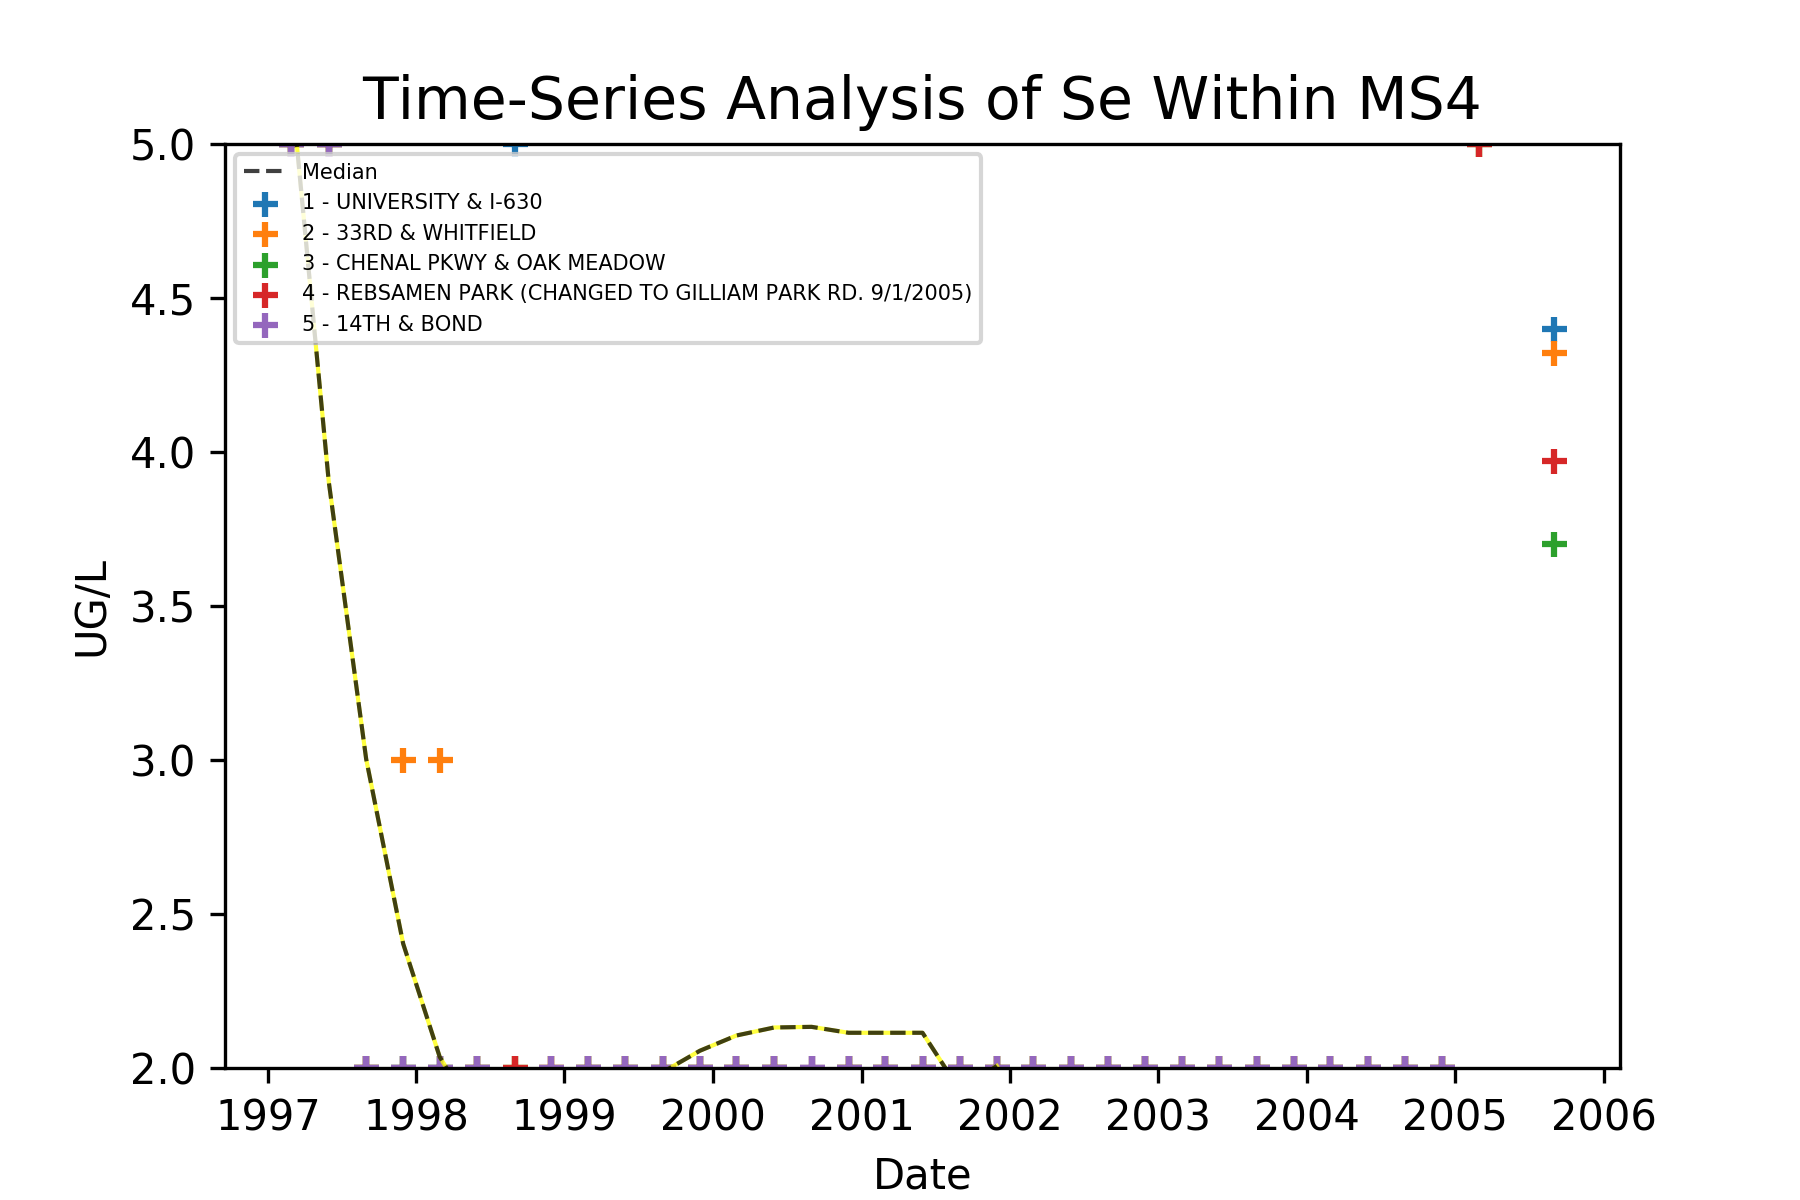 Time-Series Analysis of Se Within MS4
5.0
4.5
4.0
3.5
3.0
2.5
2.0
UG/L
Median
1 - UNIVERSITY & I-630
2 - 33RD & WHITFIELD
3 - CHENAL PKWY & OAK MEADOW
4 - REBSAMEN PARK (CHANGED TO GILLIAM PARK RD. 9/1/2005)
5 - 14TH & BOND
1997 1998 1999 2000 2001 2002 2003 2004 2005 2006
Date